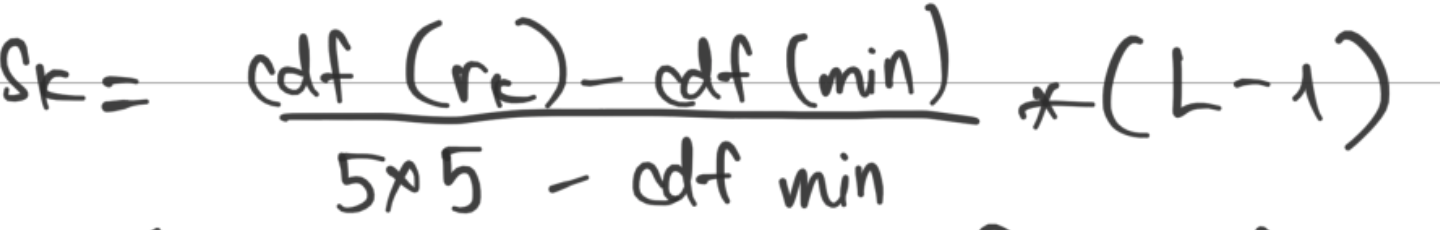 Sk = cdf (rk) - cdf (min) / 5x5 - cdf min * (L - 1)